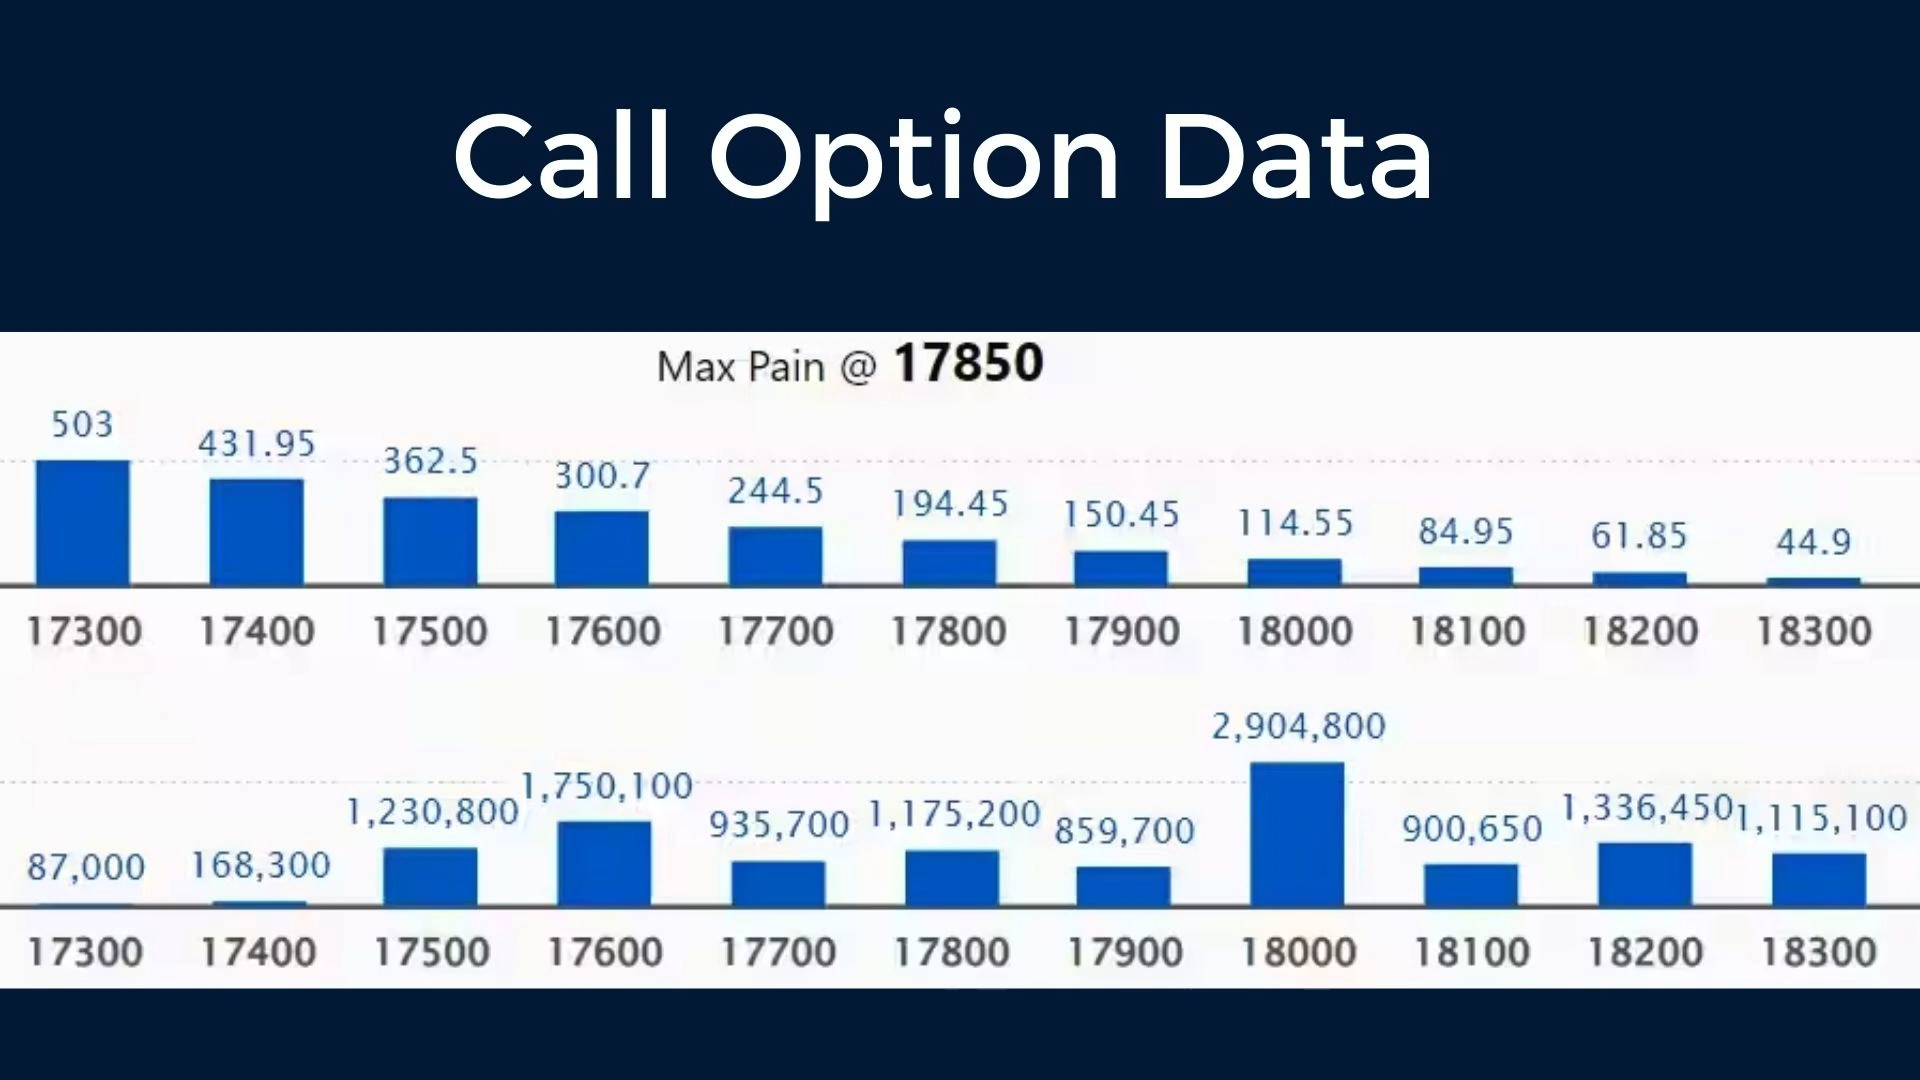 Call Option Data
Max Pain @ 17850
503 431.95 362.5 300.7 244.5 194.45 150.45 114.55 84.95 61.85 44.9
17300 17400 17500 17600 17700 17800 17900 18000 18100 18200 18300
87,000 168,300 1,230,800 1,750,100 935,700 1,175,200 859,700 2,904,800 900,650 1,336,450 1,115,100
17300 17400 17500 17600 17700 17800 17900 18000 18100 18200 18300